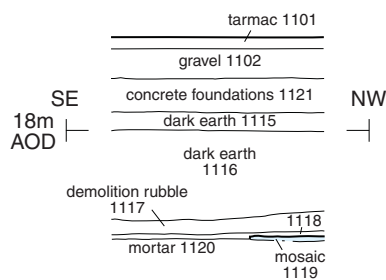 tarmac 1101
gravel 1102
SE
concrete foundations 1121
NW
18m
AOD
dark earth 1115
dark earth
1116
demolition rubble
1117
1118
mortar 1120
mosaic
1119